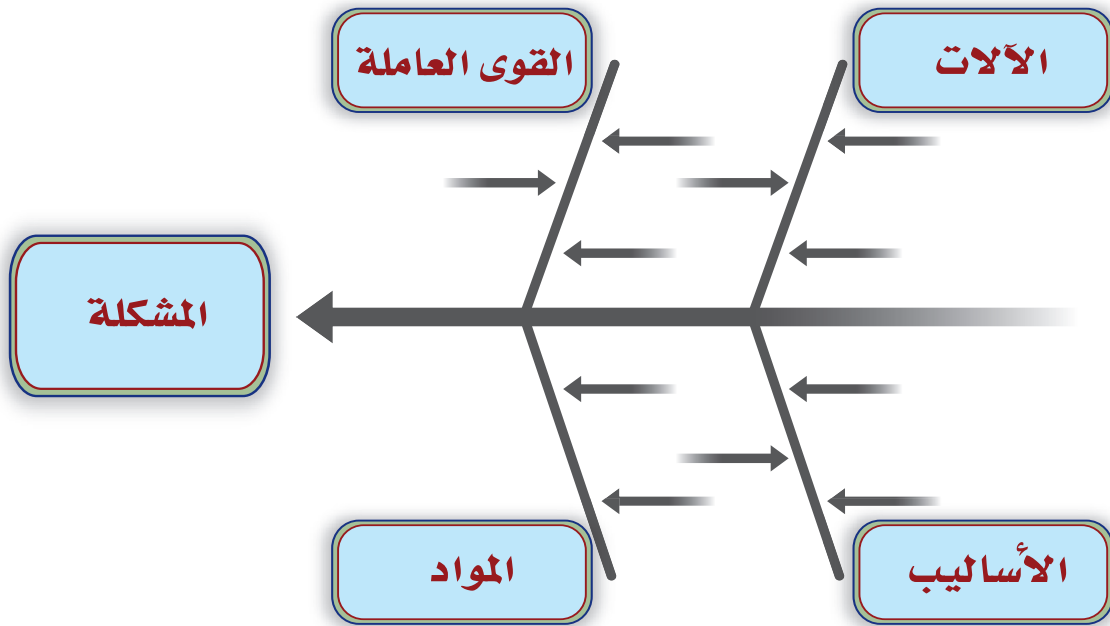 الآلات
القوى العاملة
المشكلة
الأساليب
المواد